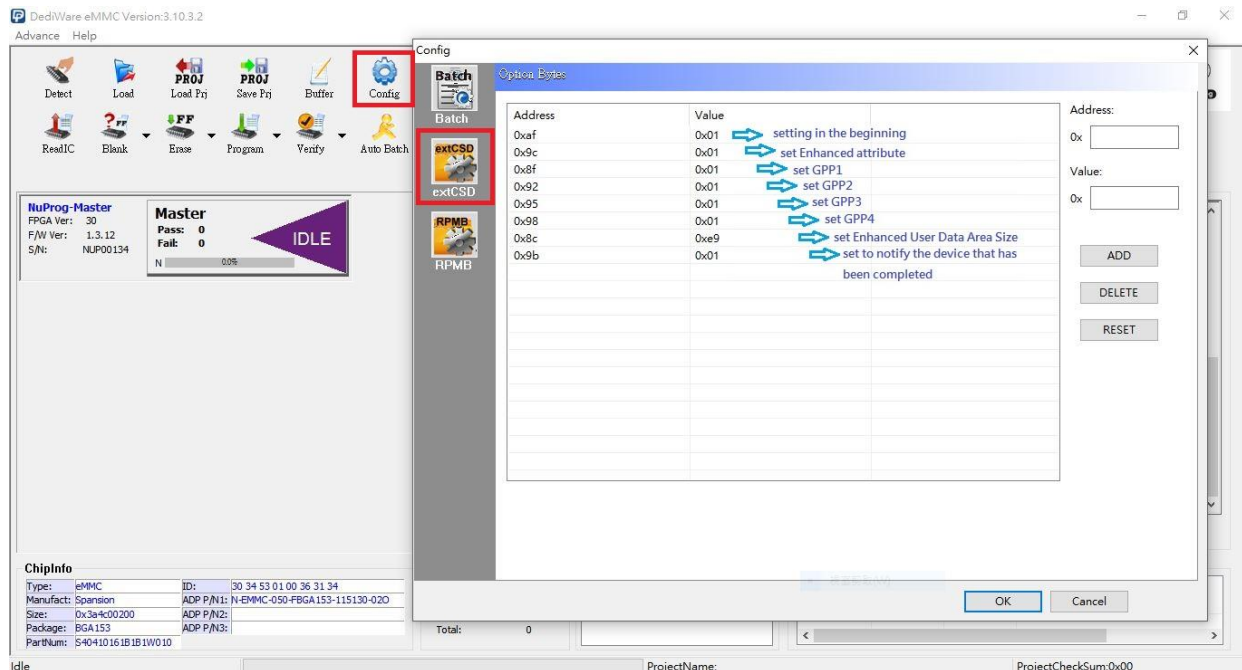 DediWare eMMC Version:3.10.3.2
Advance Help
Detect Load Load Prj Save Prj Buffer Config
ReadIC Blank Erase Program Verify Auto Batch
NuProg-Master
FPGA Ver: 30
F/W Ver: 1.3.12
S/N: NUP00134
Master
Pass: 0
Fail: 0
N 0.0%
IDLE
Config
Batch
Batch
extCSD
extCSD
RPMB
RPMB
Option Bytes
Address Value
0xaf 0x01 setting in the beginning
0x9c 0x01 set Enhanced attribute
0x8f 0x01 set GPP1
0x92 0x01 set GPP2
0x95 0x01 set GPP3
0x98 0x01 set GPP4
0x8c 0xe9 set Enhanced User Data Area Size
0x9b 0x01 set to notify the device that has
been completed
Address:
0x
Value:
0x
ADD
DELETE
RESET
OK Cancel
ChipInfo
Type: eMMC ID: 30 34 53 01 00 36 31 34
Manufact: Spansion ADP P/N1: N-EMMC-050-FBGA153-115130-02O
Size: 0x3a4c00200 ADP P/N2:
Package: BGA153 ADP P/N3:
PartNum: S40410161B1B1W010
Total: 0
Idle ProjectName: ProjectCheckSum:0x00